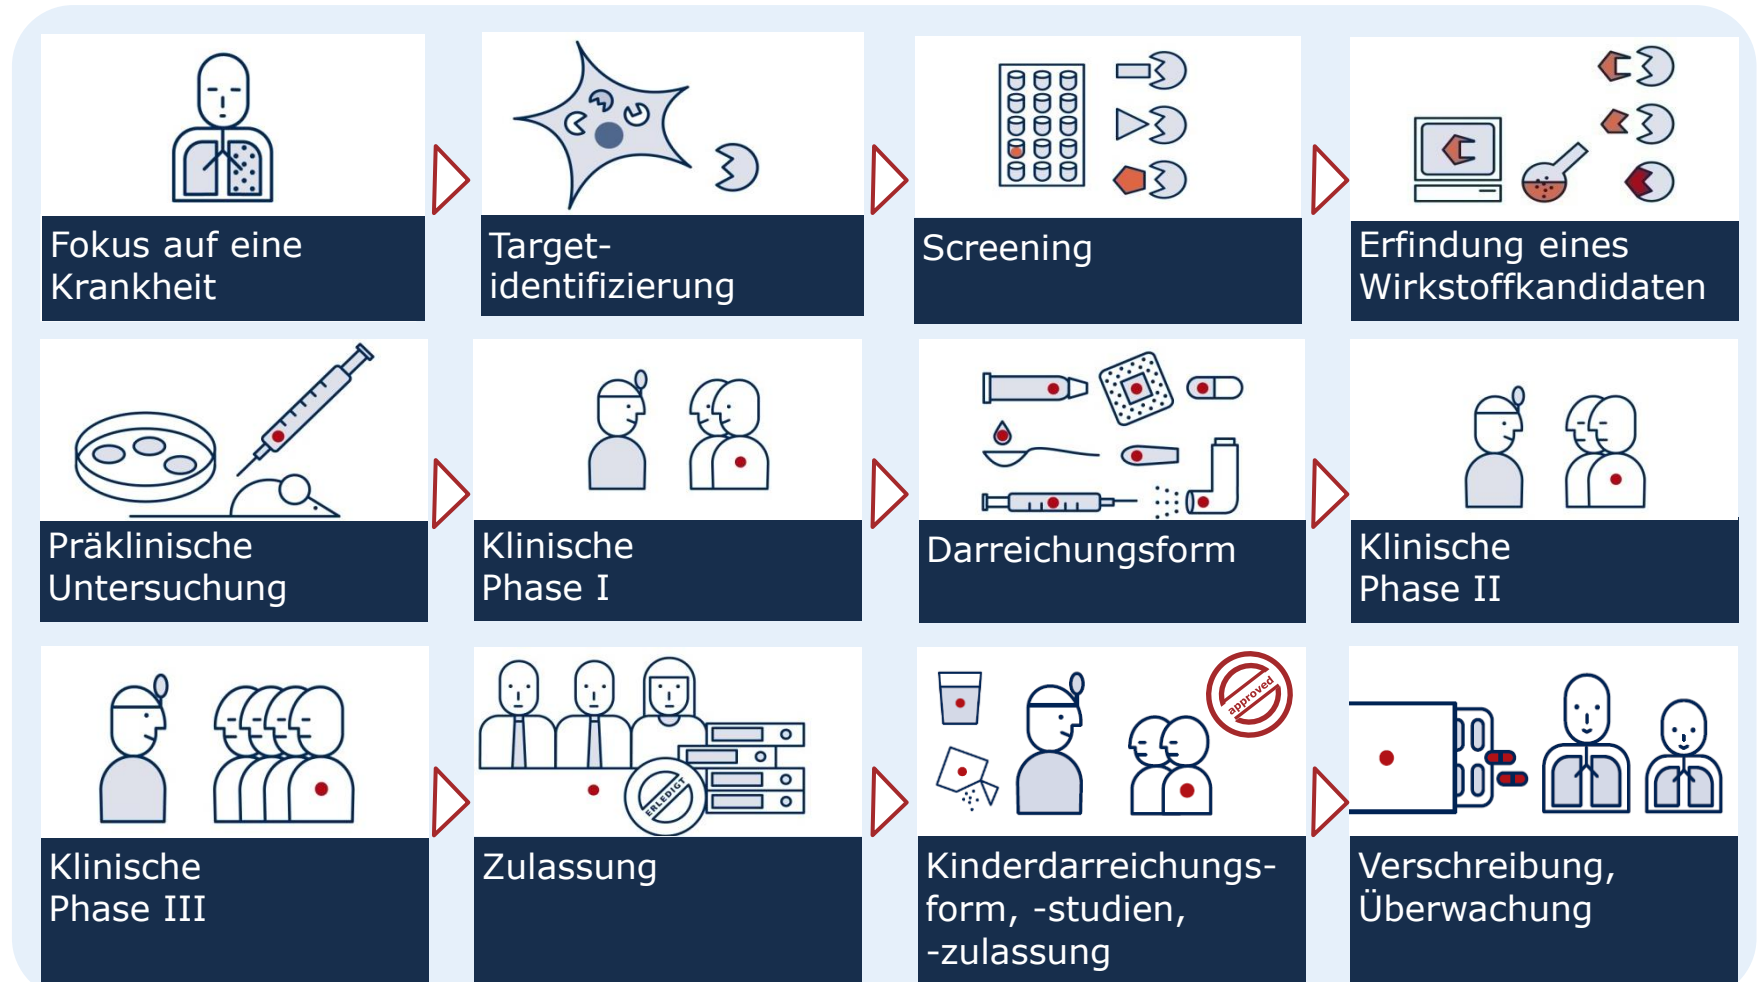 Fokus auf eine
Krankheit
Target-
identifizierung
Screening
Erfindung eines
Wirkstoffkandidaten
Präklinische
Untersuchung
Klinische
Phase I
Darreichungsform
Klinische
Phase II
Klinische
Phase III
ERLEDIGT
Zulassung
approved
Kinderdarreichungs-
form, -studien,
-zulassung
Verschreibung,
Überwachung